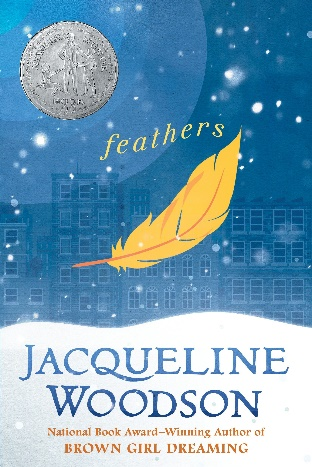 feathers
JACQUELINE
WOODSON
National Book Award–Winning Author of
BROWN GIRL DREAMING